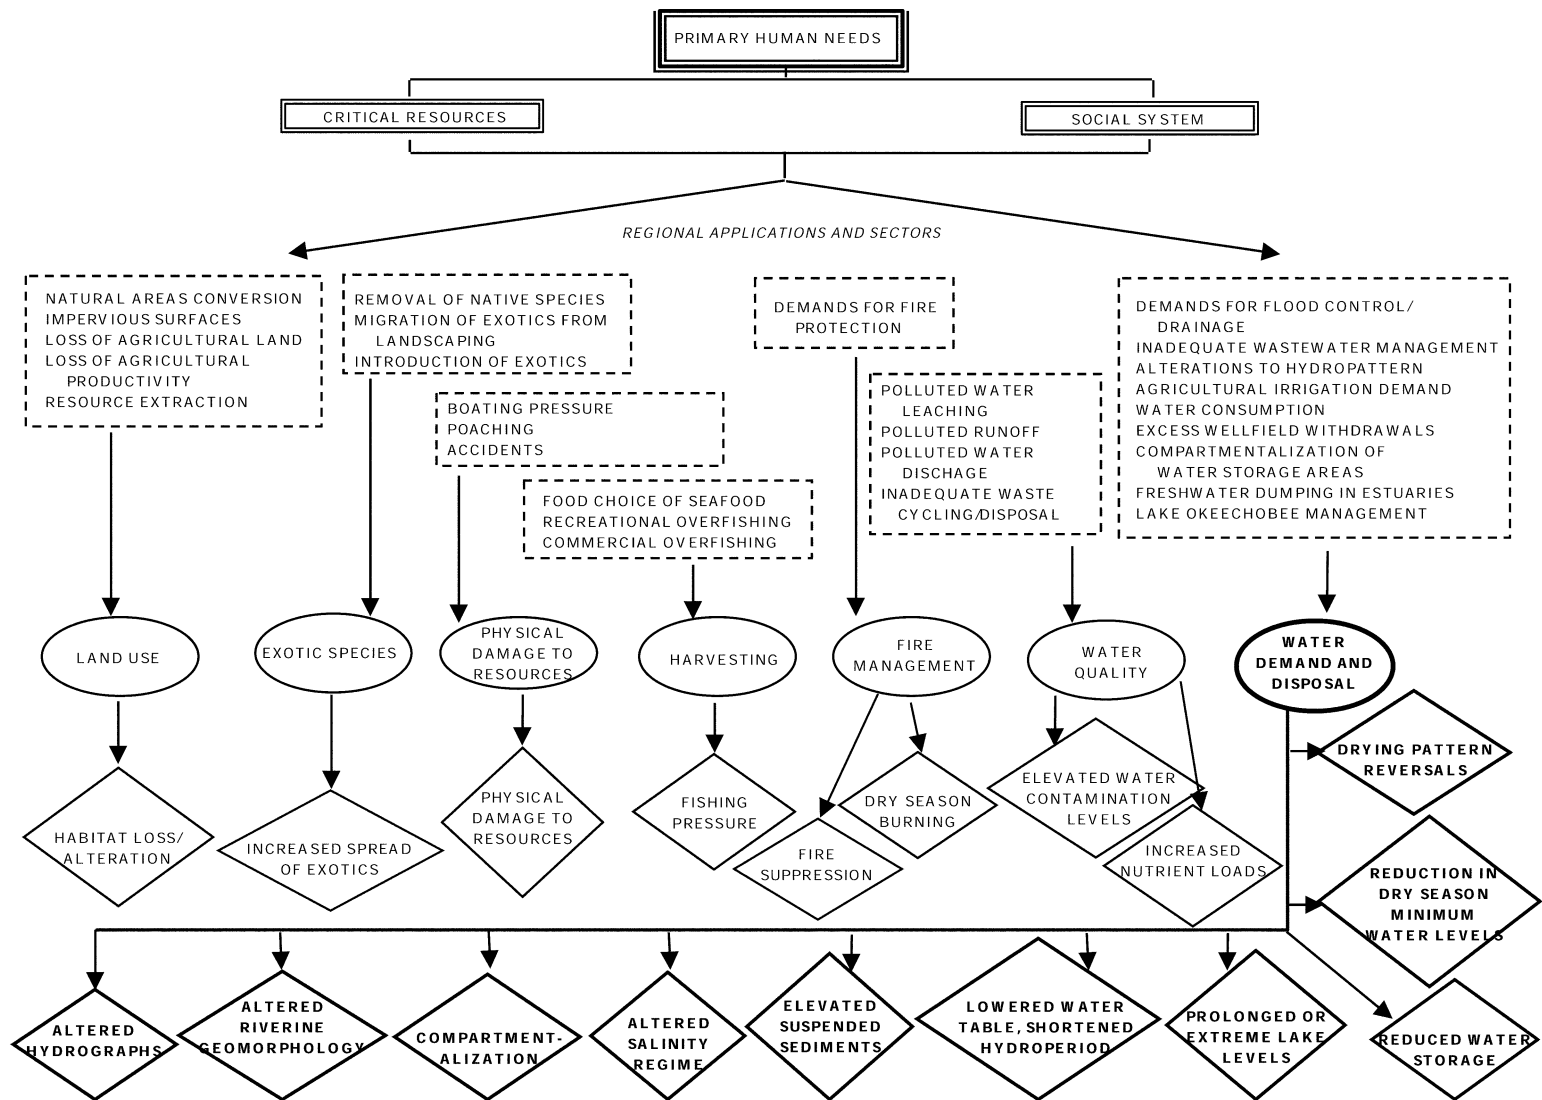 PRIMARY HUMAN NEEDS
CRITICAL RESOURCES
SOCIAL SYSTEM
REGIONAL APPLICATIONS AND SECTORS
NATURAL AREAS CONVERSION
IMPERVIOUS SURFACES
LOSS OF AGRICULTURAL LAND
LOSS OF AGRICULTURAL
PRODUCTIVITY
RESOURCE EXTRACTION
REMOVAL OF NATIVE SPECIES
MIGRATION OF EXOTICS FROM
LANDSCAPING
INTRODUCTION OF EXOTICS
BOATING PRESSURE
POACHING
ACCIDENTS
FOOD CHOICE OF SEAFOOD
RECREATIONAL OVERFISHING
COMMERCIAL OVERFISHING
DEMANDS FOR FIRE
PROTECTION
POLLUTED WATER
LEACHING
POLLUTED RUNOFF
POLLUTED WATER
DISCHAGE
INADEQUATE WASTE
CYCLING/DISPOSAL
DEMANDS FOR FLOOD CONTROL/
DRAINAGE
INADEQUATE WASTEWATER MANAGEMENT
ALTERATIONS TO HYDROPATTERN
AGRICULTURAL IRRIGATION DEMAND
WATER CONSUMPTION
EXCESS WELLFIELD WITHDRAWALS
COMPARTMENTALIZATION OF
WATER STORAGE AREAS
FRESHWATER DUMPING IN ESTUARIES
LAKE OKEECHOBEE MANAGEMENT
LAND USE
EXOTIC SPECIES
PHYSICAL
DAMAGE TO
RESOURCES
HARVESTING
FIRE
MANAGEMENT
WATER
QUALITY
WATER
DEMAND AND
DISPOSAL
HABITAT LOSS/
ALTERATION
INCREASED SPREAD
OF EXOTICS
PHYSICAL
DAMAGE TO
RESOURCES
FISHING
PRESSURE
FIRE
SUPPRESSION
DRY SEASON
BURNING
ELEVATED WATER
CONTAMINATION
LEVELS
INCREASED
NUTRIENT LOADS
DRYING PATTERN
REVERSALS
REDUCTION IN
DRY SEASON
MINIMUM
WATER LEVELS
ALTERED
HYDROGRAPHS
ALTERED
RIVERINE
GEOMORPHOLOGY
COMPARTMENT-
ALIZATION
ALTERED
SALINITY
REGIME
ELEVATED
SUSPENDED
SEDIMENTS
LOWERED WATER
TABLE, SHORTENED
HYDROPERIOD
PROLONGED OR
EXTREME LAKE
LEVELS
REDUCED WATER
STORAGE